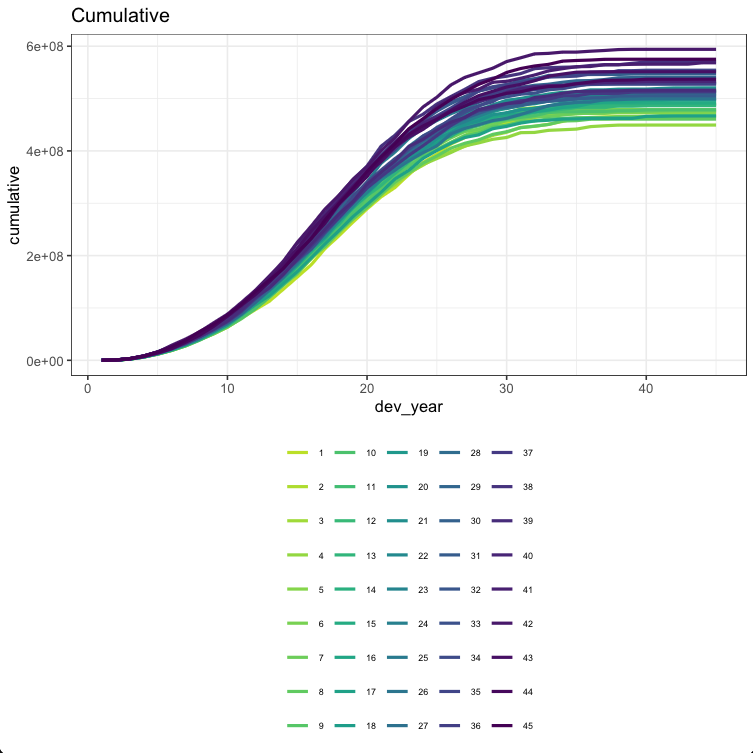 Cumulative
6e+08
4e+08
2e+08
0e+00
cumulative
0 10 20 30 40
dev_year
1 10 19 28 37
2 11 20 29 38
3 12 21 30 39
4 13 22 31 40
5 14 23 32 41
6 15 24 33 42
7 16 25 34 43
8 17 26 35 44
9 18 27 36 45